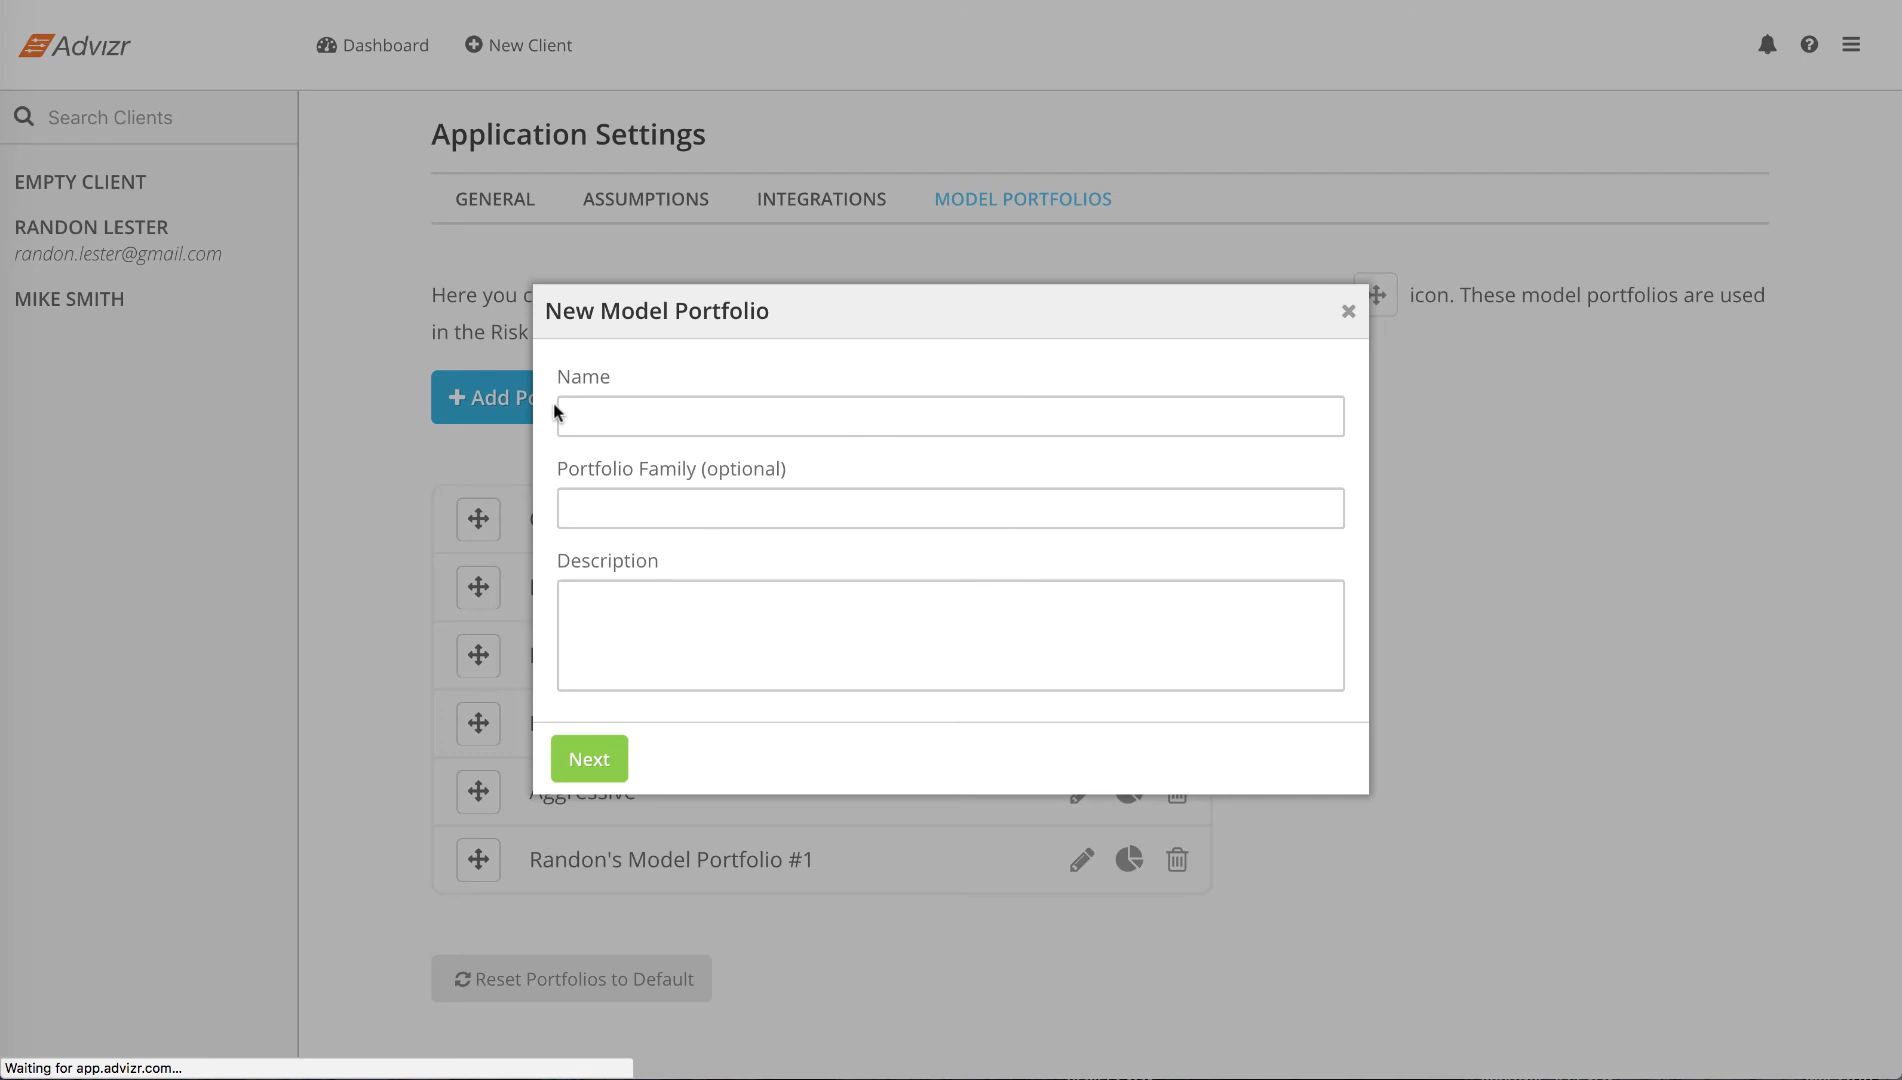 Advizr
Dashboard
New Client
Search Clients
EMPTY CLIENT
RANDON LESTER
randon.lester@gmail.com
MIKE SMITH
Application Settings
GENERAL ASSUMPTIONS INTEGRATIONS MODEL PORTFOLIOS
Here you icon. These model portfolios are used
in the Risk
Add
New Model Portfolio
Name
Portfolio Family (optional)
Description
Next
Aggressive
Randon's Model Portfolio #1
Reset Portfolios to Default
Waiting for app.advizr.com...